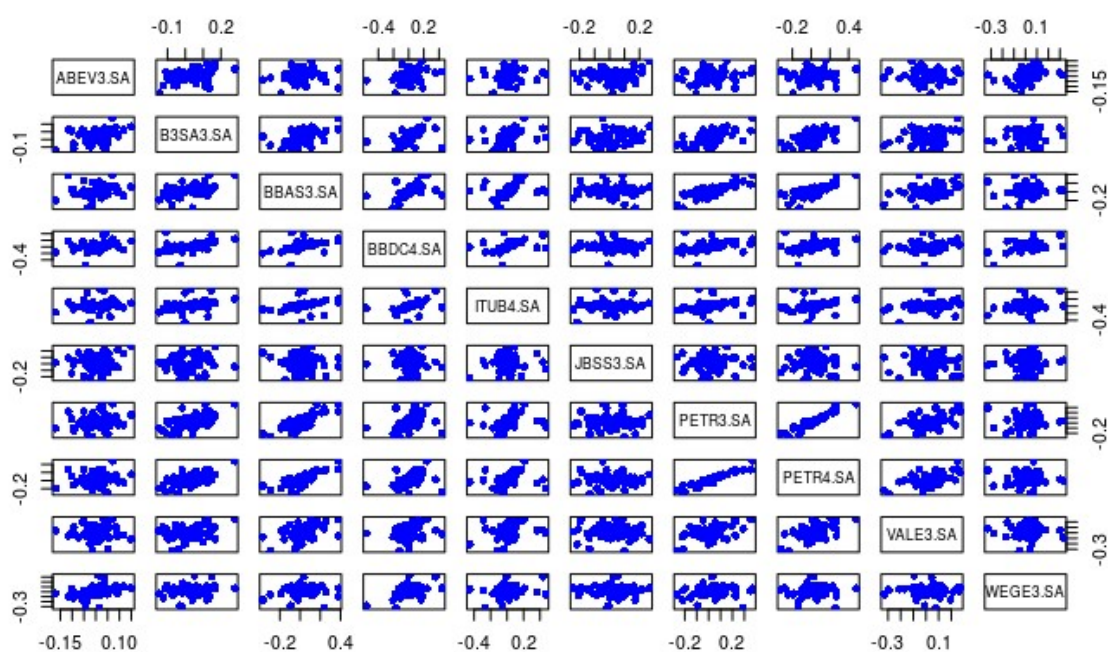 -0.1 0.2 -0.4 0.2 -0.2 0.2 -0.2 0.4 -0.3 0.1
ABEV3.SA -0.15
-0.1 B3SA3.SA
BBAS3.SA -0.2
-0.4 BBDC4.SA
ITUB4.SA -0.4
-0.2 JBSS3.SA
PETR3.SA -0.2
-0.2 PETR4.SA
VALE3.SA -0.3
-0.3 WEGE3.SA
-0.15 0.10 -0.2 0.4 -0.4 0.2 -0.2 0.2 -0.3 0.1